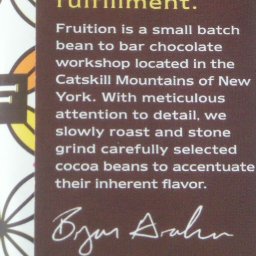 fulfillment.
Fruition is a small batch
bean to bar chocolate
workshop located in the
Catskill Mountains of New
York. With meticulous
attention to detail, we
slowly roast and stone
grind carefully selected
cocoa beans to accentuate
their inherent flavor.
Bryan Graham